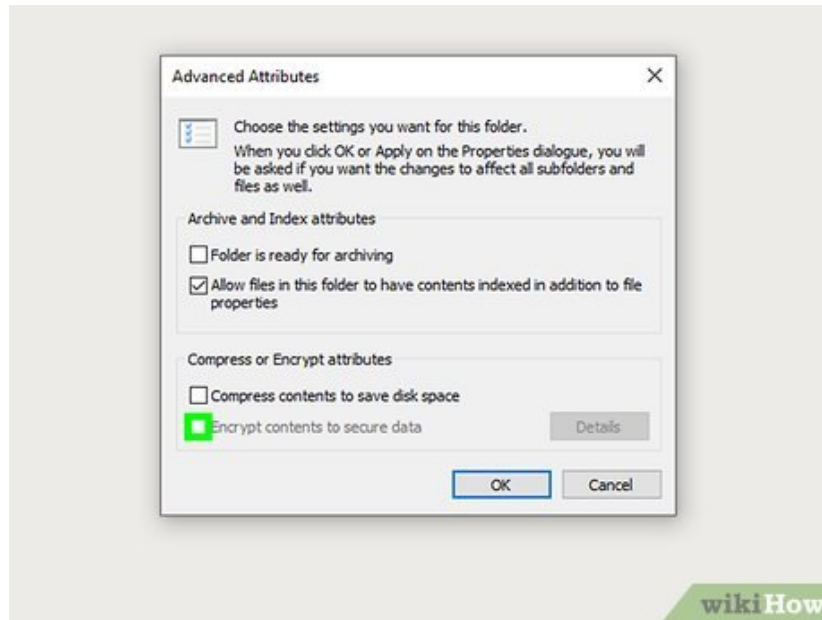 Advanced Attributes
Choose the settings you want for this folder.
When you click OK or Apply on the Properties dialogue, you will
be asked if you want the changes to affect all subfolders and
files as well.
Archive and Index attributes
Folder is ready for archiving
Allow files in this folder to have contents indexed in addition to file
properties
Compress or Encrypt attributes
Compress contents to save disk space
Encrypt contents to secure data
Details
OK
Cancel
wikiHow